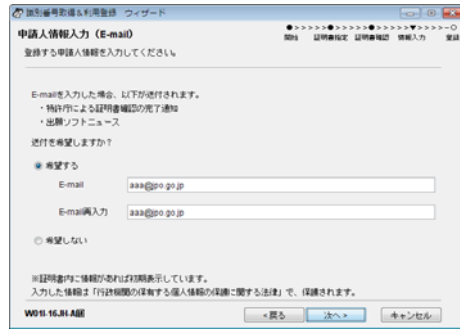 識別番号取得&利用登録 ウィザード
申請人情報入力 (E-mail)
●>>>>>●>>>>>●>>>>>▼>>>>>-○
開始 証明書指定 証明書確認 情報入力 登録
登録する申請人情報を入力してください。
E-mailを入力した場合、以下が送付されます。
・特許庁による証明書確認の完了通知
・出願ソフトニュース
送付を希望しますか?
希望する
E-mail aaa@jpo.go.jp
E-mail再入力 aaa@jpo.go.jp
希望しない
※証明書内に情報があれば初期表示しています。
入力した情報は「行政機関の保有する個人情報の保護に関する法律」で、保護されます。
<戻る 次へ> キャンセル